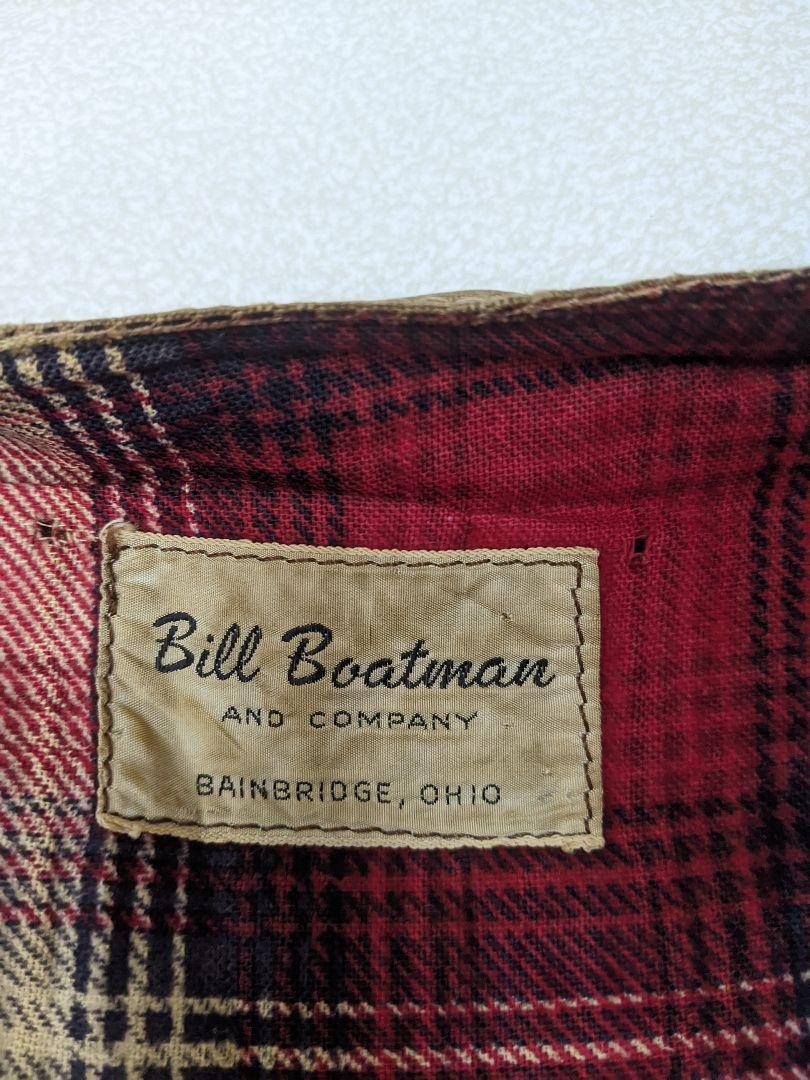 Bill Boatman
AND COMPANY
BAINBRIDGE, OHIO